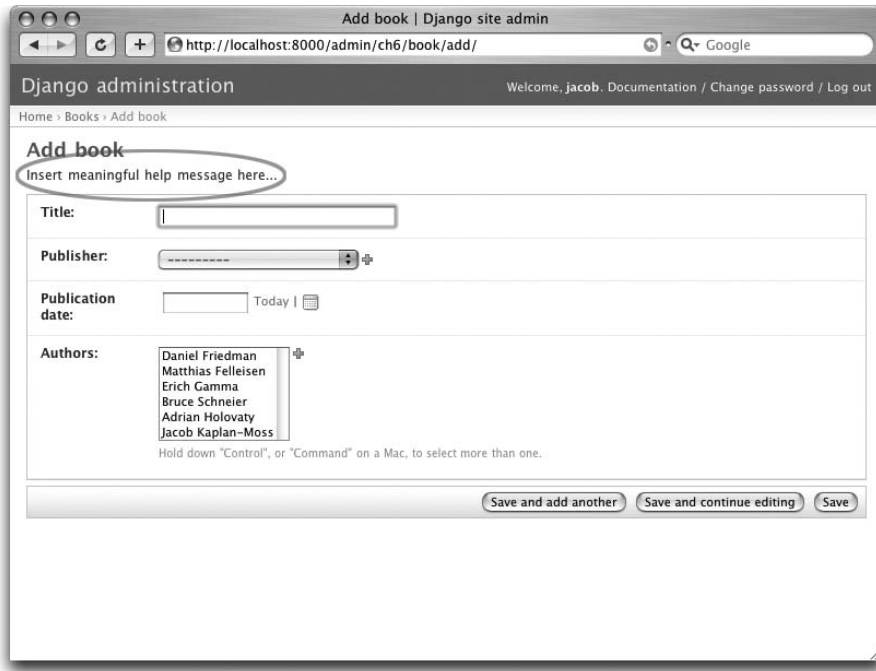 Add book | Django site admin
http://localhost:8000/admin/ch6/book/add/
Google
Django administration
Welcome, jacob. Documentation / Change password / Log out
Home › Books › Add book
Add book
Insert meaningful help message here...
Title:
Publisher:
---------
Publication
date:
Today |
Authors:
Daniel Friedman
Matthias Felleisen
Erich Gamma
Bruce Schneier
Adrian Holovaty
Jacob Kaplan-Moss
Hold down "Control", or "Command" on a Mac, to select more than one.
Save and add another
Save and continue editing
Save